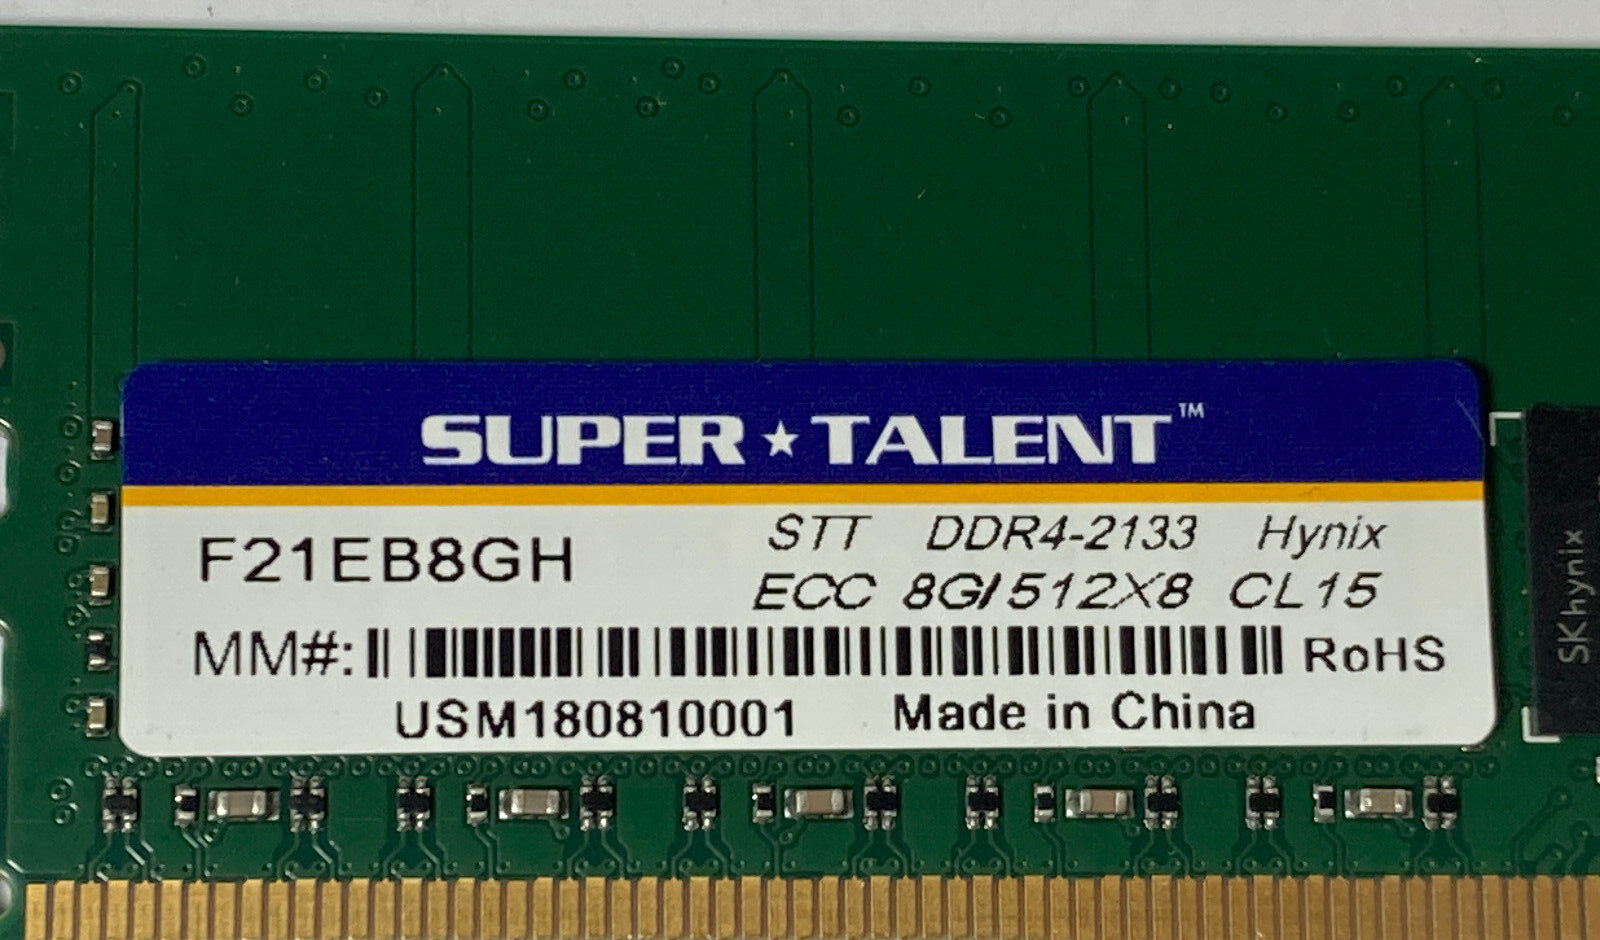 SUPER★TALENT™
F21EB8GH
STT DDR4-2133 Hynix
ECC 8G/512X8 CL15
MM#: RoHS
USM180810001 Made in China
SKhynix